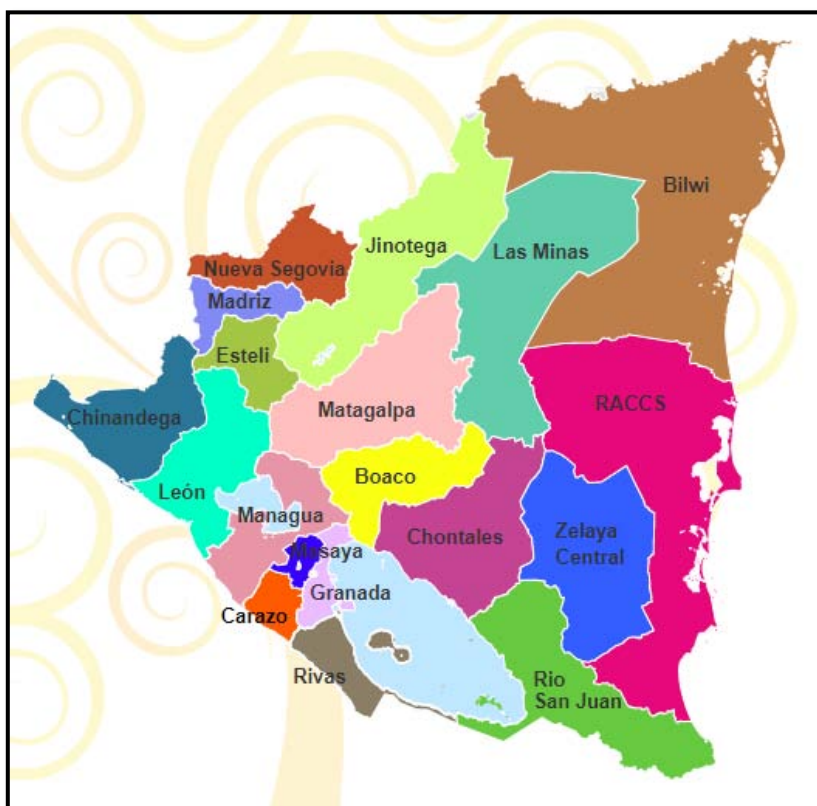 Bilwi
Jinotega
Las Minas
Nueva Segovia
Madriz
Esteli
RACCS
Chinandega
Matagalpa
Boaco
León
Managua
Chontales
Zelaya
Central
Masaya
Granada
Carazo
Rivas
Rio
San Juan